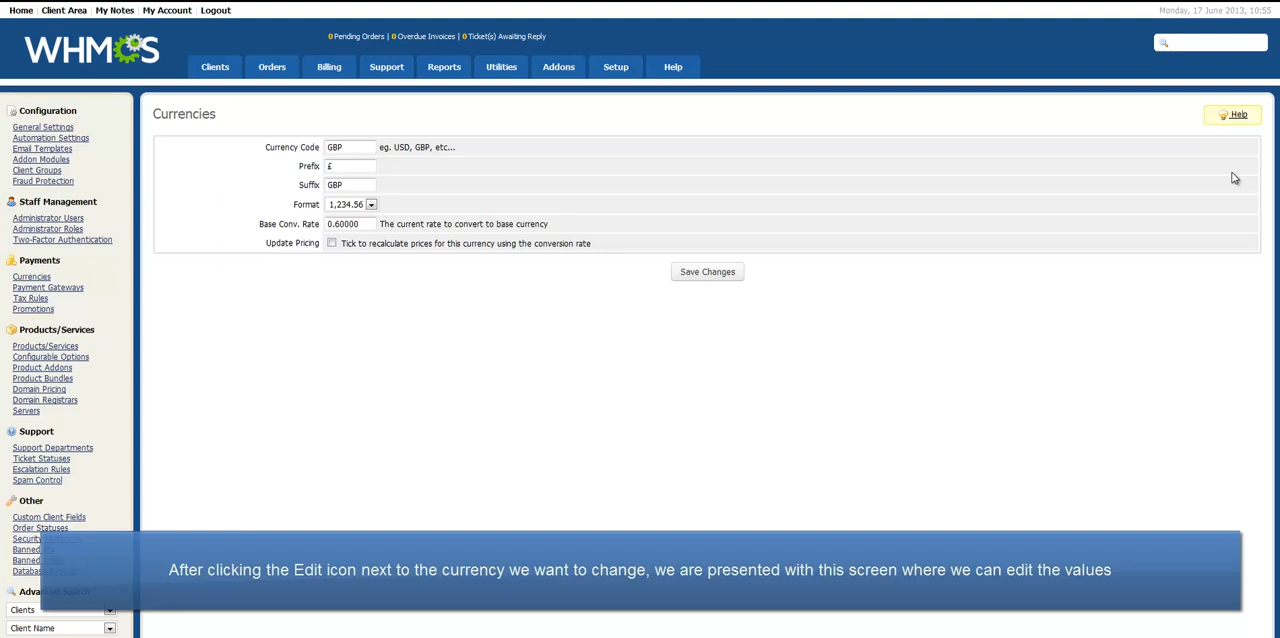 Home | Client Area | My Notes | My Account | Logout
Monday, 17 June 2013, 10:55
WHMCS
0 Pending Orders | 0 Overdue Invoices | 0 Ticket(s) Awaiting Reply
Clients
Orders
Billing
Support
Reports
Utilities
Addons
Setup
Help
Configuration
General Settings
Automation Settings
Email Templates
Addon Modules
Client Groups
Fraud Protection
Staff Management
Administrator Users
Administrator Roles
Two-Factor Authentication
Payments
Currencies
Payment Gateways
Tax Rules
Promotions
Products/Services
Products/Services
Configurable Options
Product Addons
Product Bundles
Domain Pricing
Domain Registrars
Servers
Support
Support Departments
Ticket Statuses
Escalation Rules
Spam Control
Other
Custom Client Fields
Order Statuses
Security
Banned
Banned
Advanced Search
Clients
Client Name
Currencies
Help
Currency Code GBP eg. USD, GBP, etc...
Prefix £
Suffix GBP
Format 1,234.56
Base Conv. Rate 0.60000 The current rate to convert to base currency
Update Pricing Tick to recalculate prices for this currency using the conversion rate
Save Changes
After clicking the Edit icon next to the currency we want to change, we are presented with this screen where we can edit the values